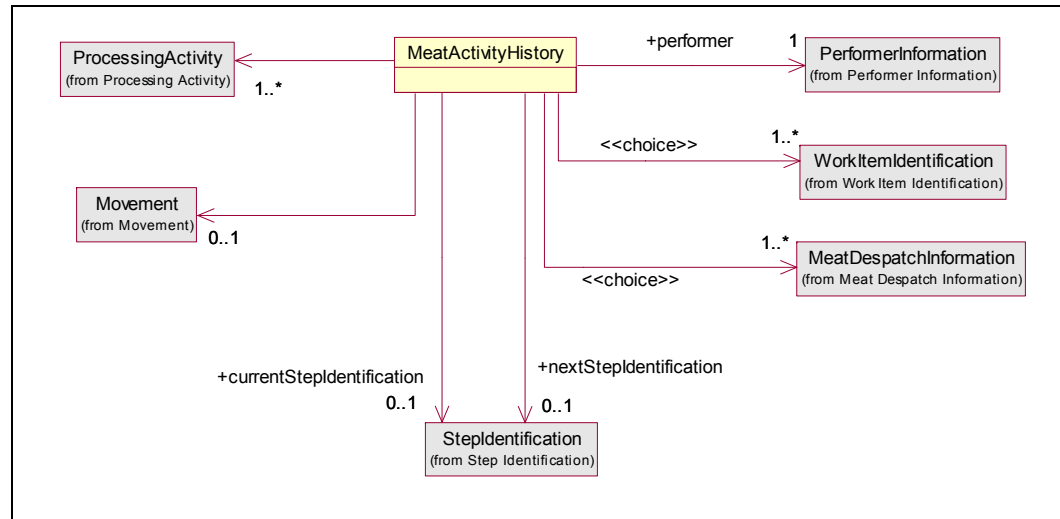 MeatActivityHistory
+performer
1
PerformerInformation
(from Performer Information)
ProcessingActivity
(from Processing Activity)
1..*
<<choice>>
1..*
WorkItemIdentification
(from Work Item Identification)
Movement
(from Movement)
0..1
1..*
MeatDespatchInformation
(from Meat Despatch Information)
<<choice>>
+currentStepIdentification
0..1
+nextStepIdentification
0..1
StepIdentification
(from Step Identification)